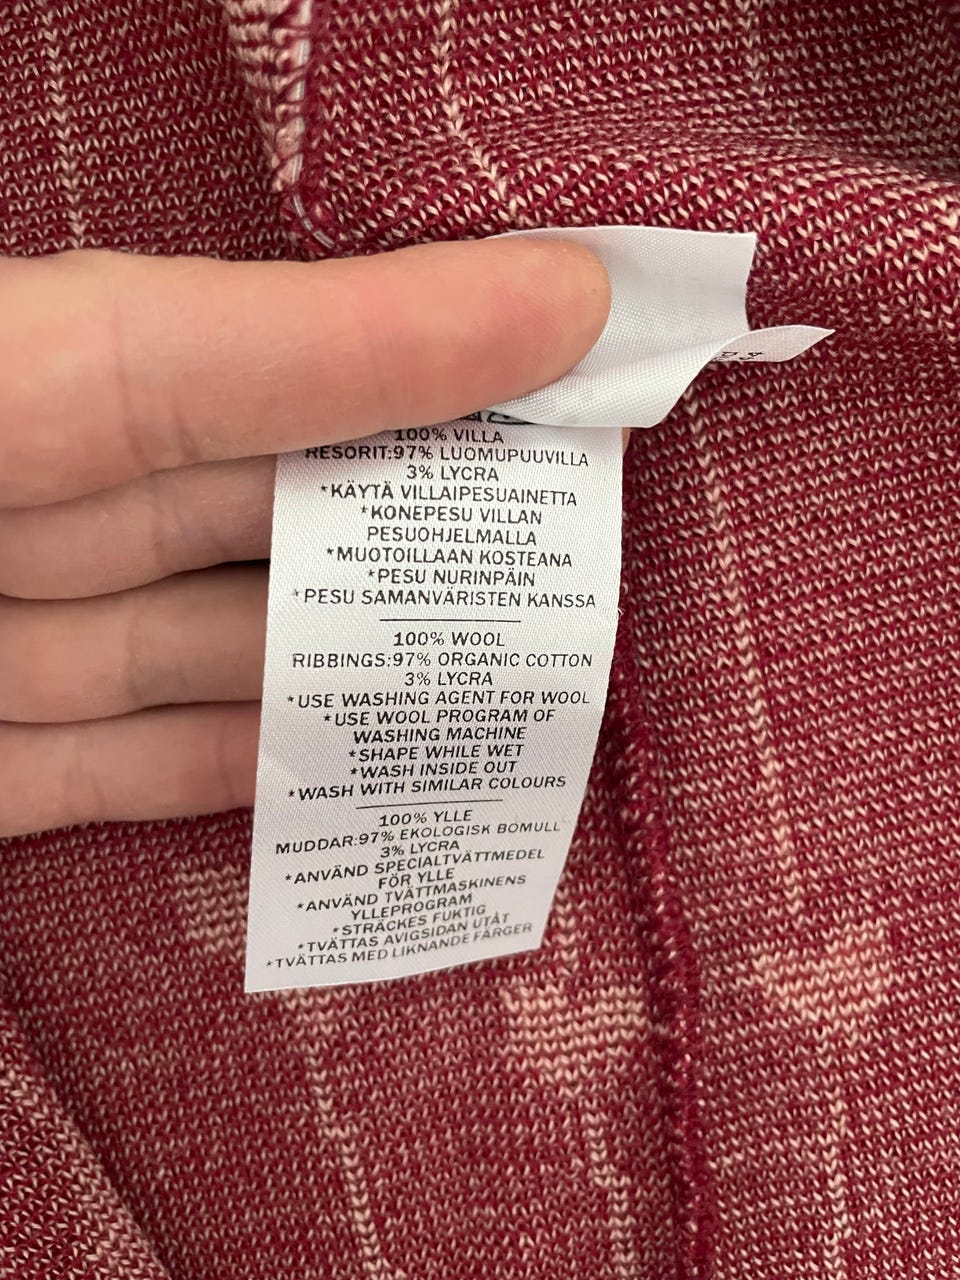 100% VILLA
RESORIT:97% LUOMUPUUVILLA
3% LYCRA
*KÄYTÄ VILLAIPESUAINETTA
*KONEPESU VILLAN
PESUOHJELMALLA
*MUOTOILLAAN KOSTEANA
*PESU NURINPÄIN
*PESU SAMANVÄRISTEN KANSSA
100% WOOL
RIBBINGS:97% ORGANIC COTTON
3% LYCRA
*USE WASHING AGENT FOR WOOL
*USE WOOL PROGRAM OF
WASHING MACHINE
*SHAPE WHILE WET
*WASH INSIDE OUT
*WASH WITH SIMILAR COLOURS
100% YLLE
MUDDAR:97% EKOLOGISK BOMULL
3% LYCRA
*ANVÄND SPECIALTVÄTTMEDEL
FÖR YLLE
*ANVÄND TVÄTTMASKINENS
YLLEPROGRAM
*STRÄCKES FUKTIG
*TVÄTTAS AVIGSIDAN UTÅT
*TVÄTTAS MED LIKNANDE FÄRGER